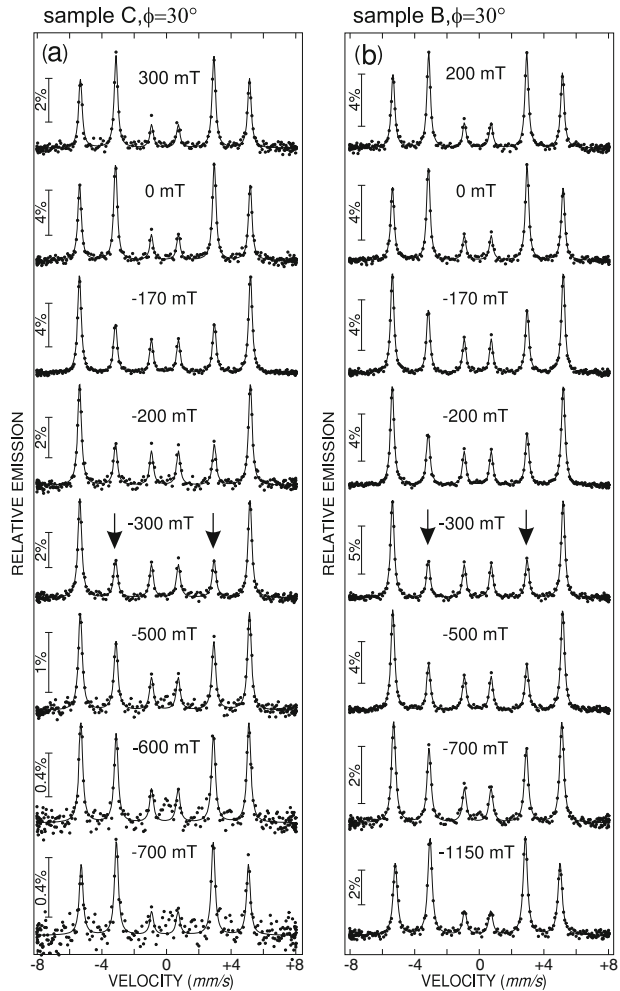 sample C,ϕ=30°
sample B,ϕ=30°
(a)
300 mT
2%
0 mT
4%
-170 mT
4%
-200 mT
2%
-300 mT
2%
-500 mT
1%
-600 mT
0.4%
-700 mT
0.4%
RELATIVE EMISSION
-8 -4 0 +4 +8
VELOCITY (mm/s)
(b)
200 mT
4%
0 mT
4%
-170 mT
4%
-200 mT
4%
-300 mT
5%
-500 mT
4%
-700 mT
2%
-1150 mT
2%
RELATIVE EMISSION
-8 -4 0 +4 +8
VELOCITY (mm/s)